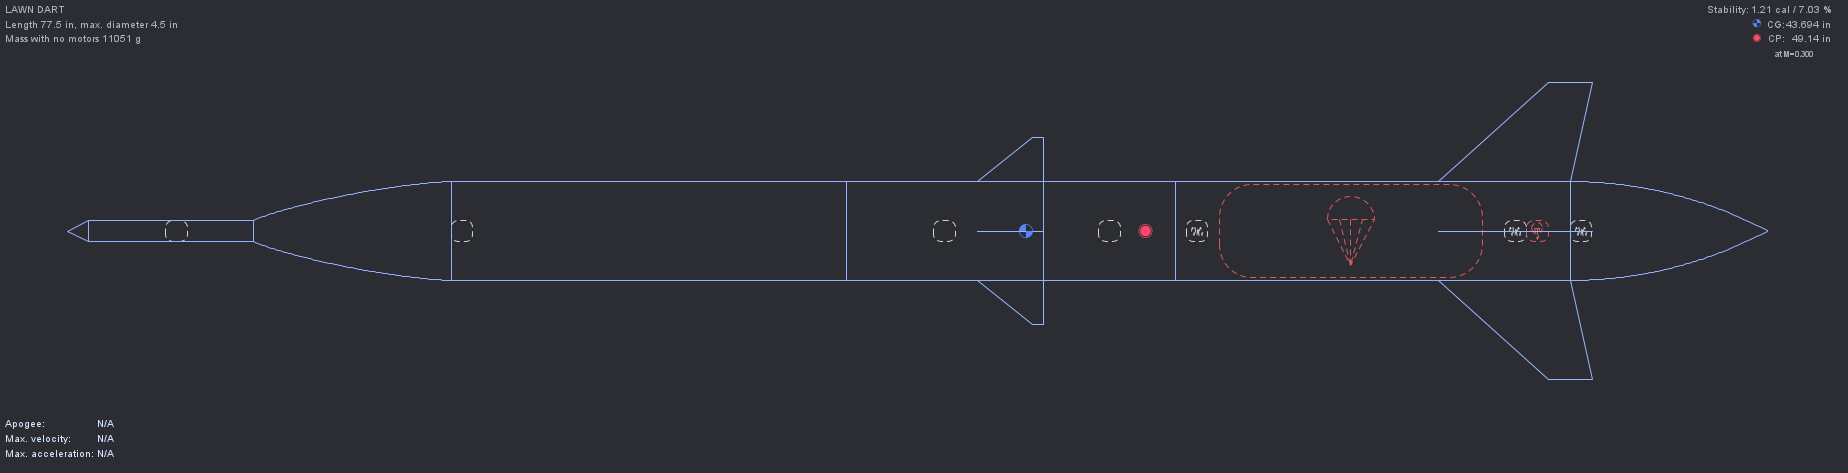 LAWN DART
Length 77.5 in, max. diameter 4.5 in
Mass with no motors 11051 g
Stability: 1.21 cal / 7.03 %
CG: 43.694 in
CP: 49.14 in
at M=0.300
Apogee: N/A
Max. velocity: N/A
Max. acceleration: N/A